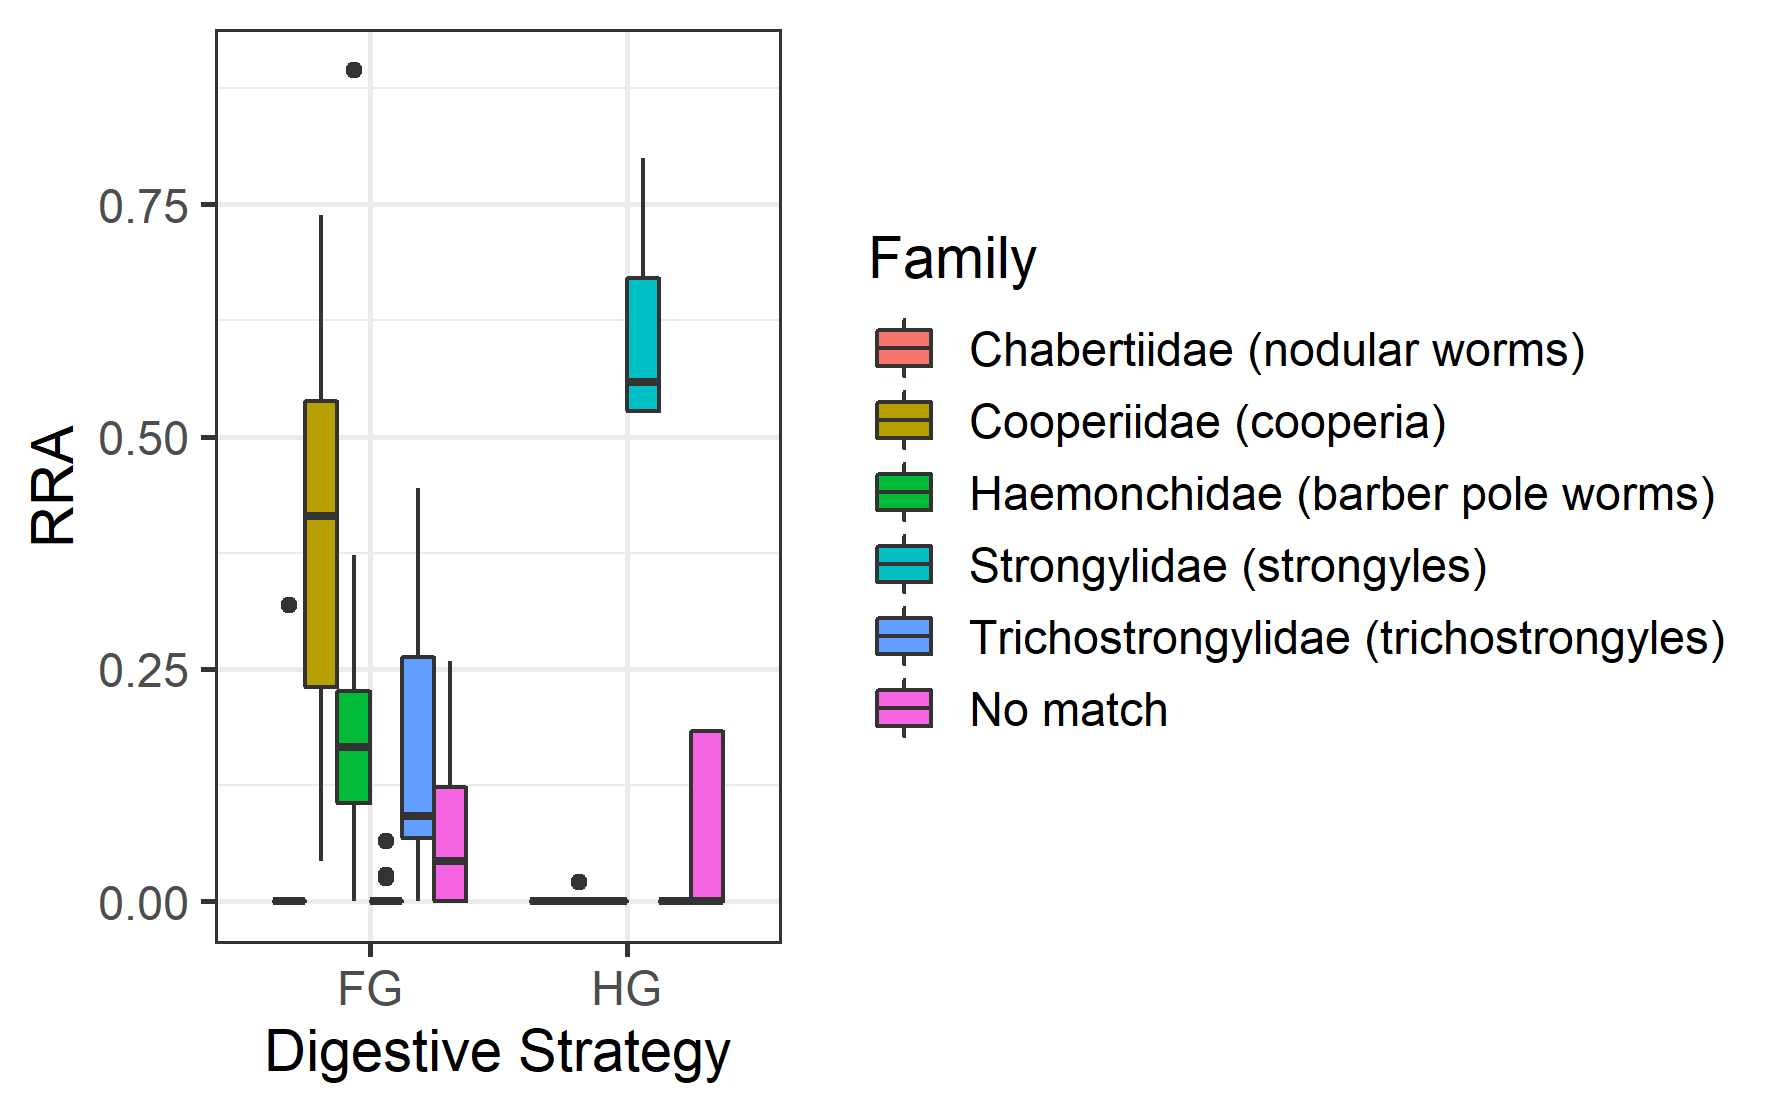 RRA
0.75
0.50
0.25
0.00
FG
HG
Digestive Strategy
Family
Chabertiidae (nodular worms)
Cooperiidae (cooperia)
Haemonchidae (barber pole worms)
Strongylidae (strongyles)
Trichostrongylidae (trichostrongyles)
No match